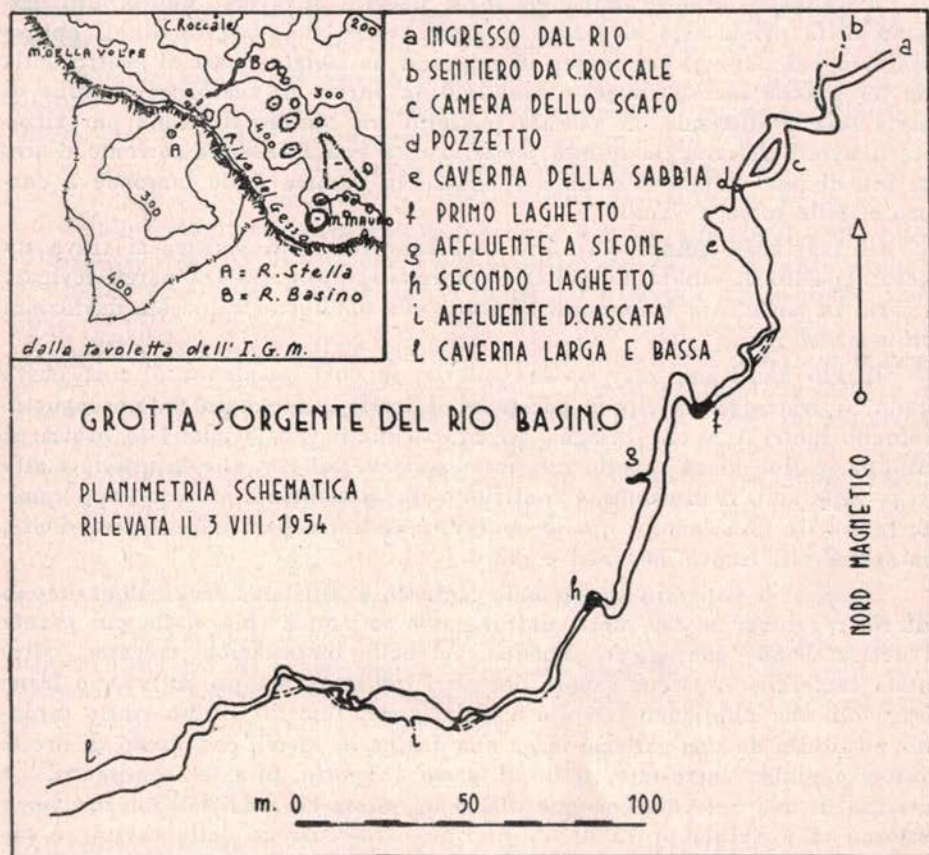 C. ROCCALE
200
M. DELLA VOLPE
B
300
400
A
Riva del Gesso
300
M. MAURO
400
A = R. Stella
B = R. Basino
dalla tavoletta dell' I.G.m.
a INGRESSO DAL RIO
b SENTIERO DA C. ROCCALE
c CAMERA DELLO SCAFO
d POZZETTO
e CAVERNA DELLA SABBIA
f PRIMO LAGHETTO
g AFFLUENTE A SIFONE
h SECONDO LAGHETTO
i AFFLUENTE D. CASCATA
l CAVERNA LARGA E BASSA
b
a
c
d
e
f
g
h
i
l
GROTTA SORGENTE DEL RIO BASINO
PLANIMETRIA SCHEMATICA
RILEVATA IL 3 VIII 1954
NORD MAGNETICO
m. 0 50 100